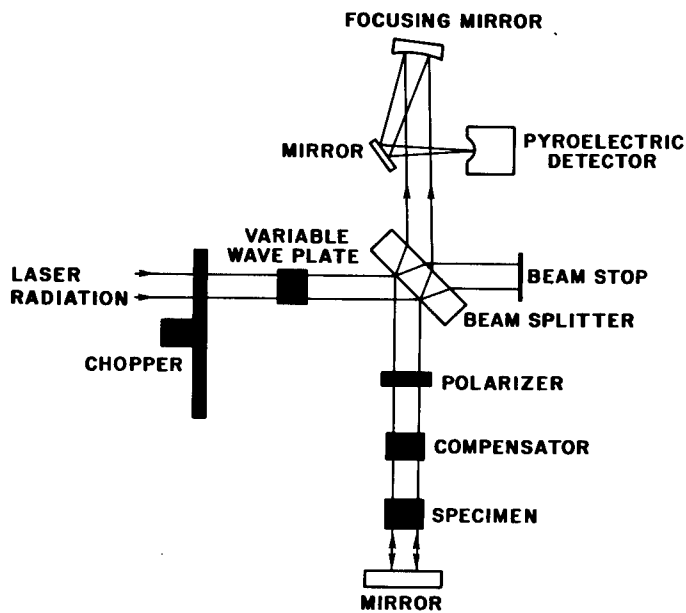 FOCUSING MIRROR
MIRROR
PYROELECTRIC
DETECTOR
VARIABLE
WAVE PLATE
LASER
RADIATION
BEAM STOP
BEAM SPLITTER
CHOPPER
POLARIZER
COMPENSATOR
SPECIMEN
MIRROR